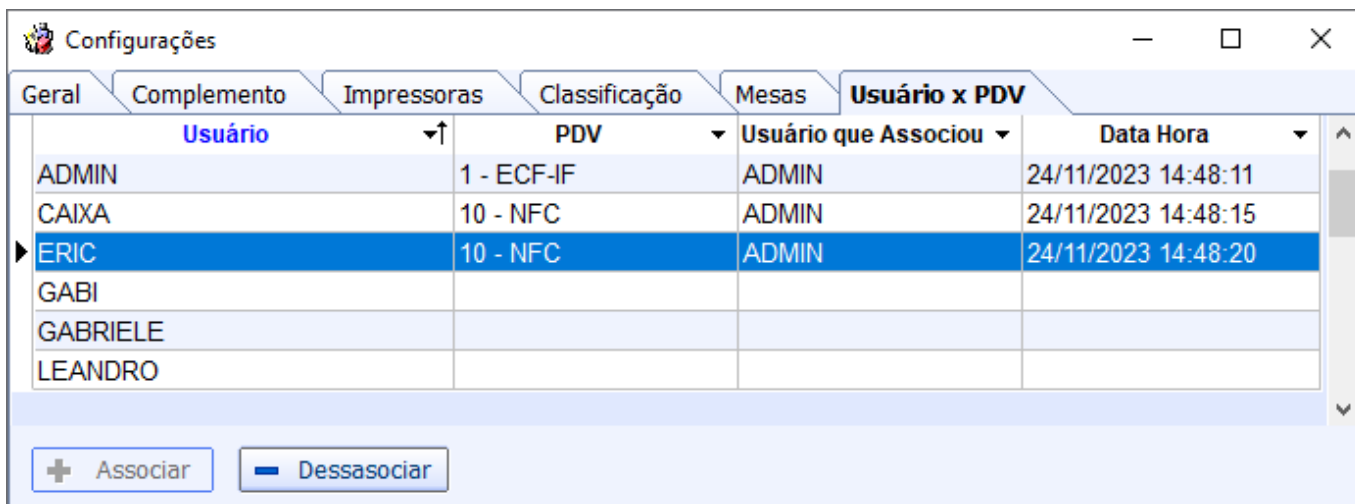 Configurações
Geral Complemento Impressoras Classificação Mesas Usuário x PDV
Usuário PDV Usuário que Associou Data Hora
ADMIN 1 - ECF-IF ADMIN 24/11/2023 14:48:11
CAIXA 10 - NFC ADMIN 24/11/2023 14:48:15
ERIC 10 - NFC ADMIN 24/11/2023 14:48:20
GABI
GABRIELE
LEANDRO
Associar Dessasociar